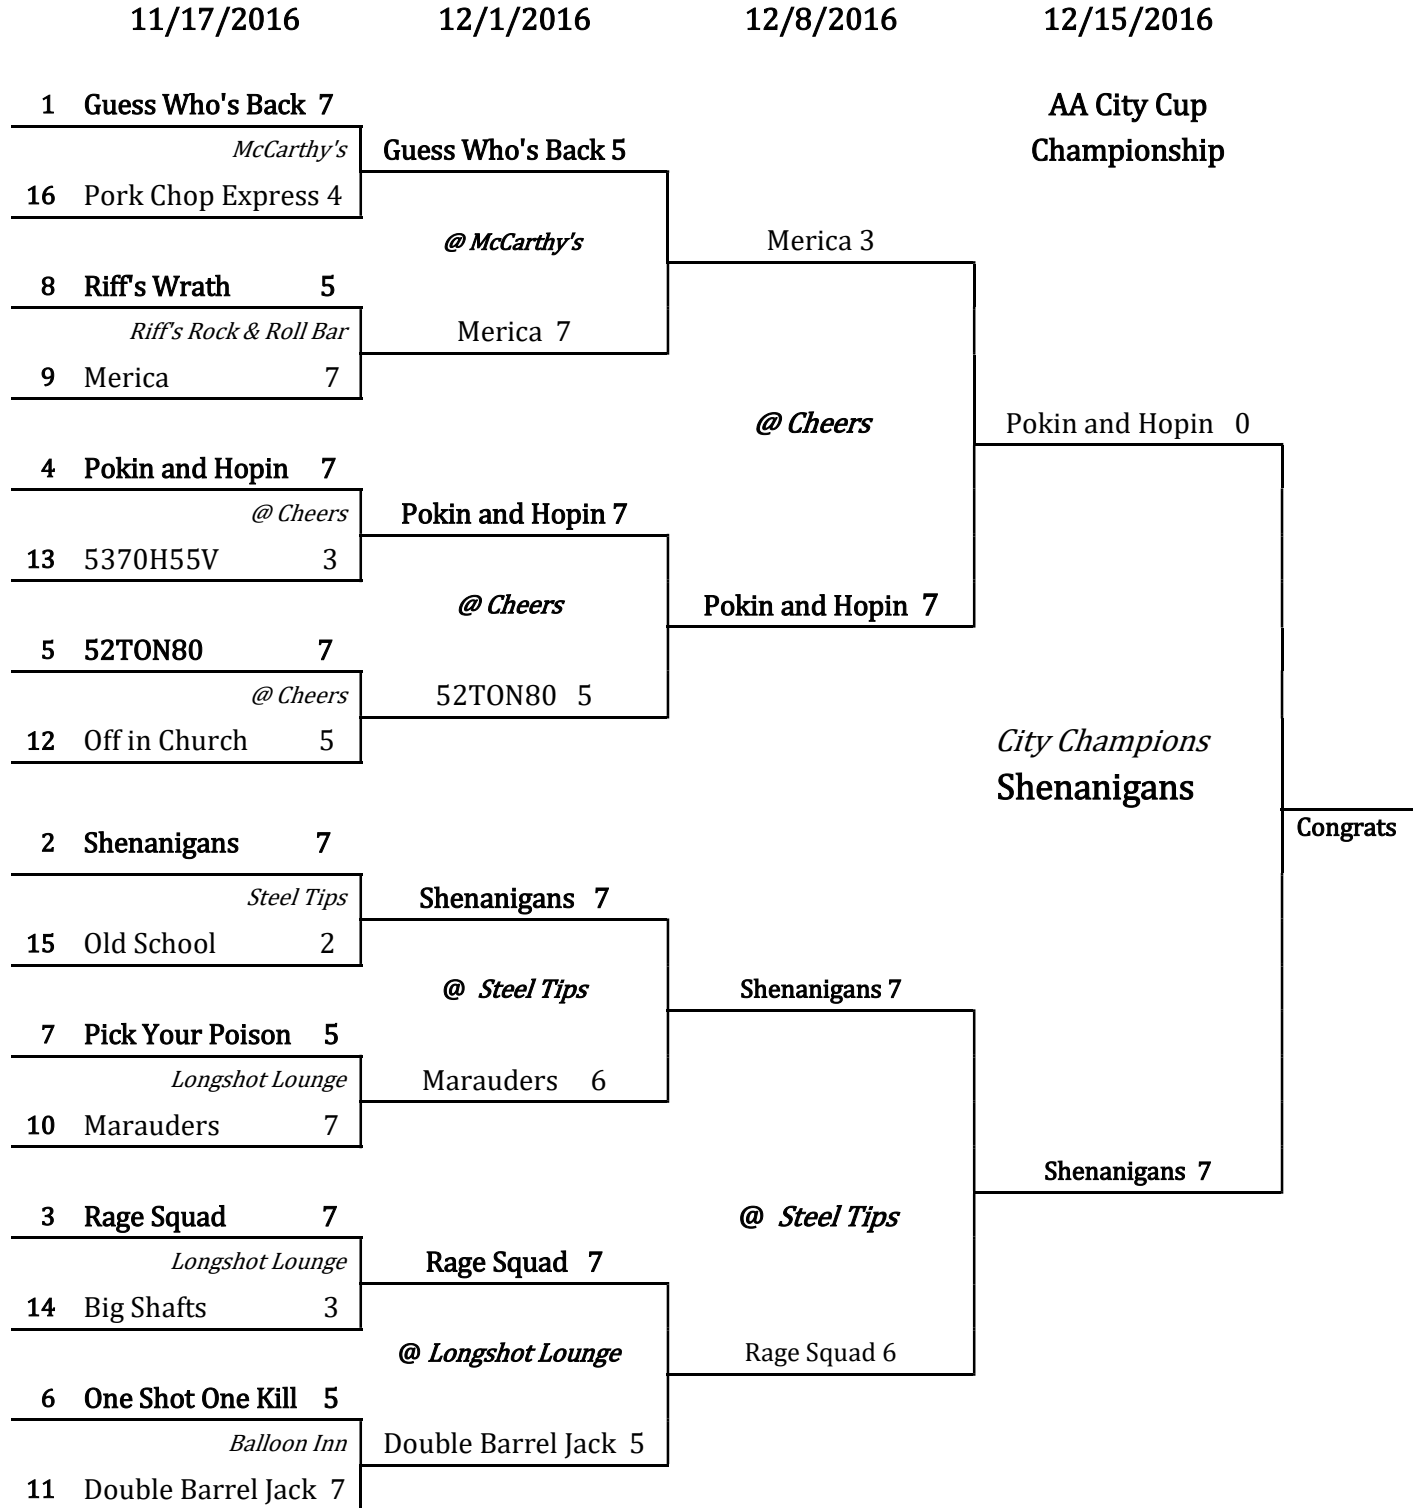 11/17/2016 12/1/2016 12/8/2016 12/15/2016
1 Guess Who's Back 7 AA City Cup
McCarthy's Guess Who's Back 5 Championship
16 Pork Chop Express 4
@ McCarthy's Merica 3
8 Riff's Wrath 5
Riff's Rock & Roll Bar Merica 7
9 Merica 7
@ Cheers Pokin and Hopin 0
4 Pokin and Hopin 7
@ Cheers Pokin and Hopin 7
13 5370H55V 3
@ Cheers Pokin and Hopin 7
5 52TON80 7
@ Cheers 52TON80 5
12 Off in Church 5 City Champions
Shenanigans
Congrats
2 Shenanigans 7
Steel Tips Shenanigans 7
15 Old School 2
@ Steel Tips Shenanigans 7
7 Pick Your Poison 5
Longshot Lounge Marauders 6
10 Marauders 7
Shenanigans 7
3 Rage Squad 7 @ Steel Tips
Longshot Lounge Rage Squad 7
14 Big Shafts 3
@ Longshot Lounge Rage Squad 6
6 One Shot One Kill 5
Balloon Inn Double Barrel Jack 5
11 Double Barrel Jack 7